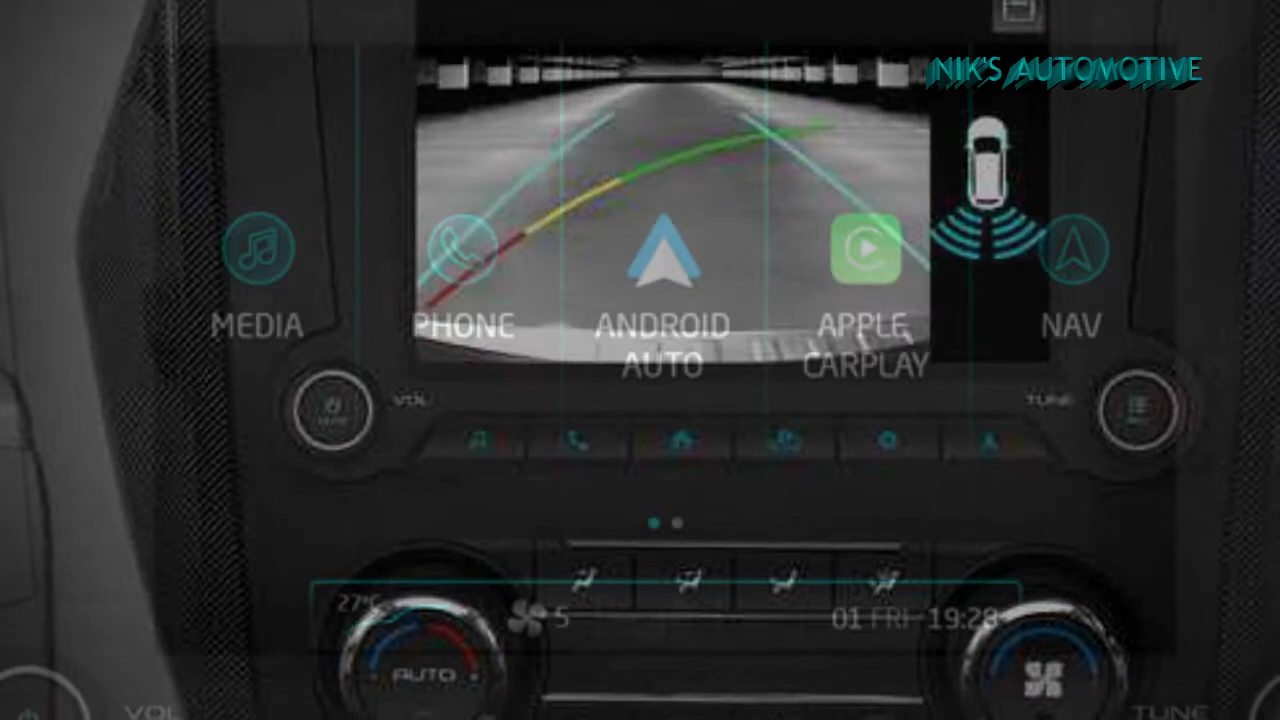 NIK'S AUTOMOTIVE
MEDIA
PHONE
ANDROID
AUTO
APPLE
CARPLAY
NAV
VOL
TUNE
27°C
5
01 FRI 19:28
AUTO
VOL
TUNE